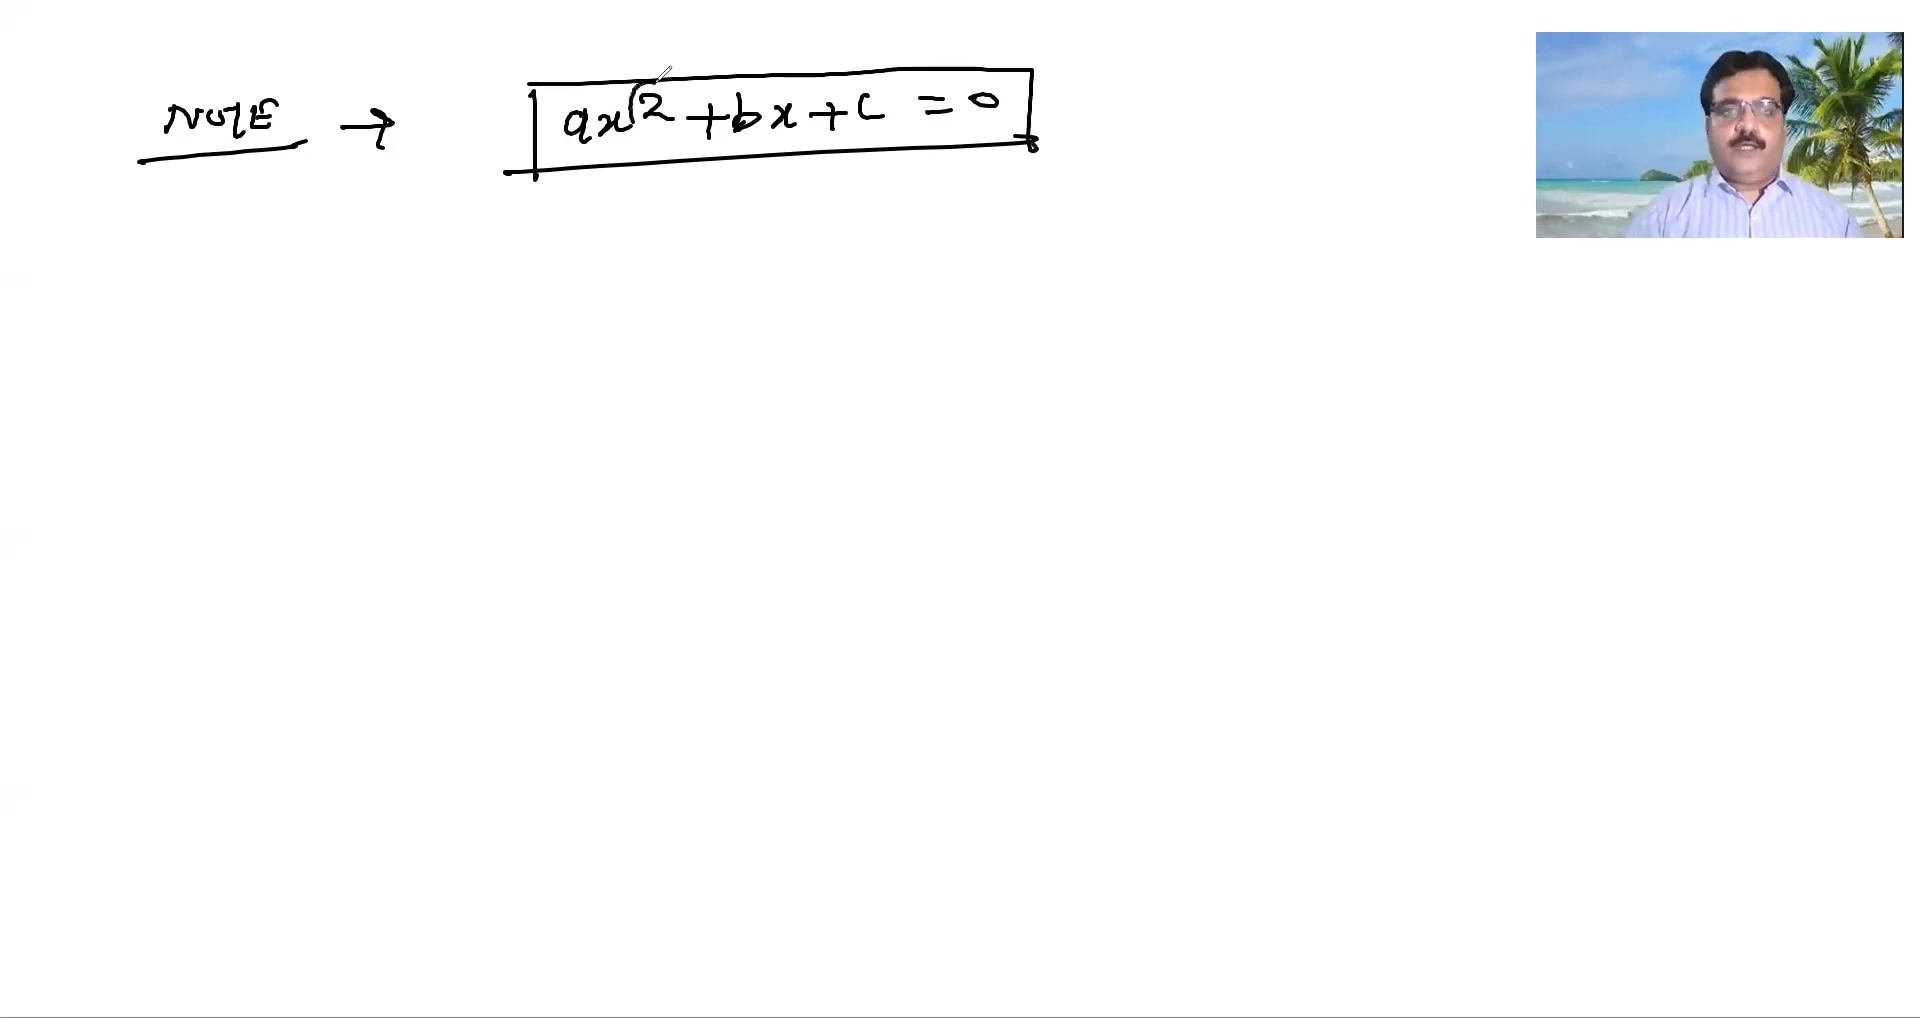 NOTE → ax² + bx + c = 0